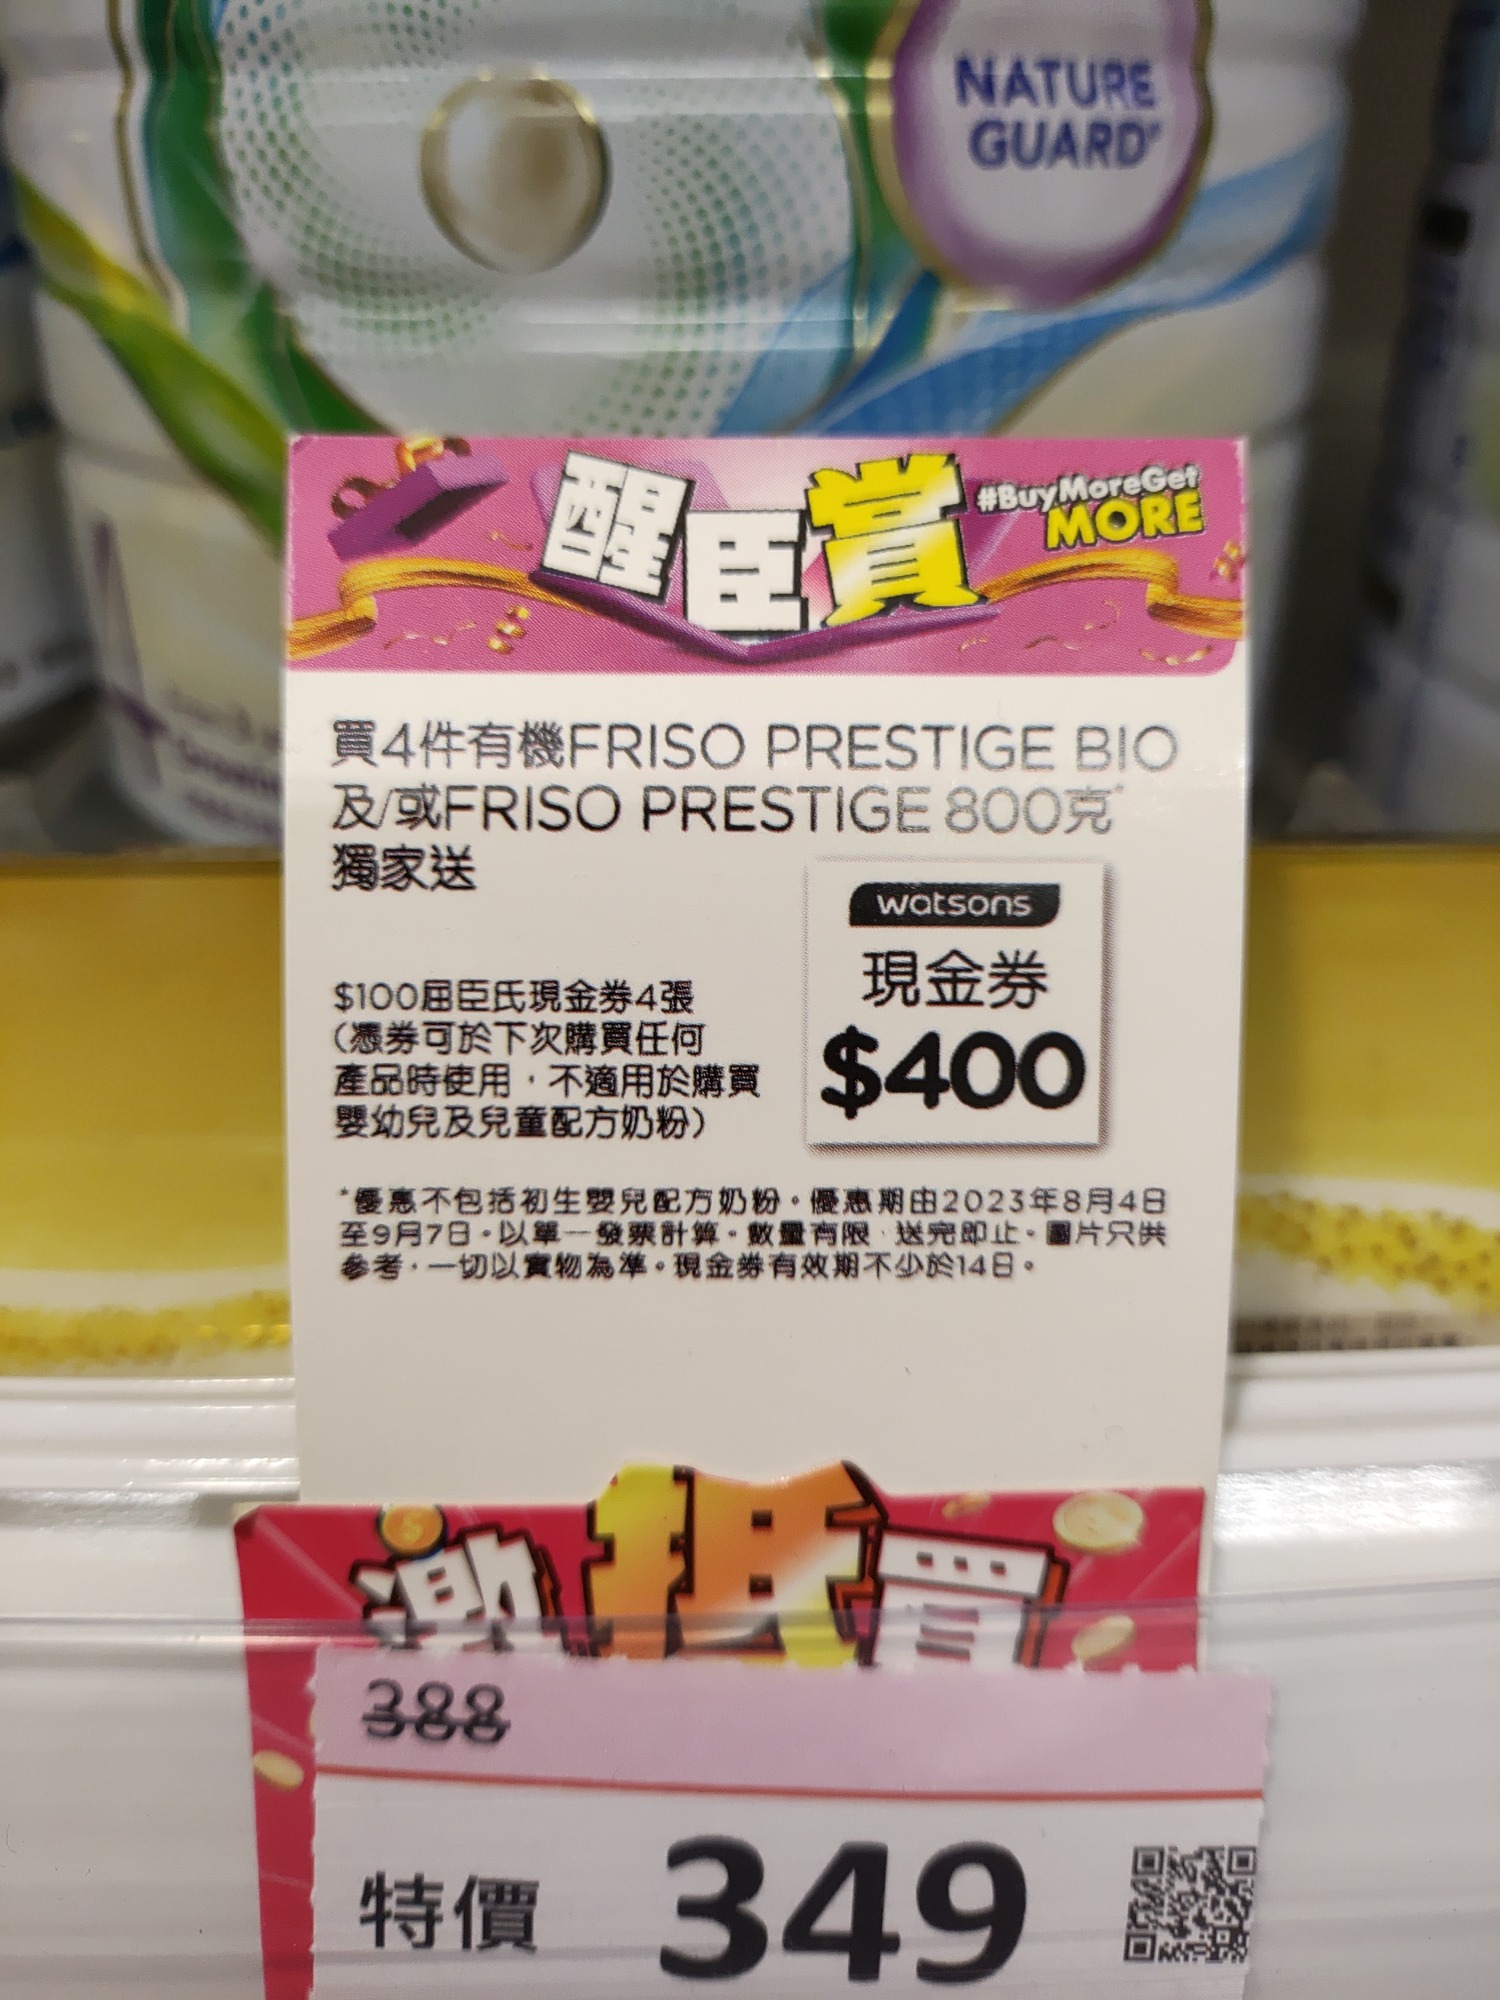 NATURE
GUARD
醒臣賞
#BuyMoreGet
MORE
買4件有機FRISO PRESTIGE BIO
及/或FRISO PRESTIGE 800克*
獨家送
watsons
現金券
$400
$100屈臣氏現金券4張
(憑券可於下次購買任何
產品時使用，不適用於購買
嬰幼兒及兒童配方奶粉)
*優惠不包括初生嬰兒配方奶粉。優惠期由2023年8月4日
至9月7日。以單一發票計算。數量有限，送完即止。圖片只供
參考，一切以實物為準。現金券有效期不少於14日。
激抵買
388
特價 349